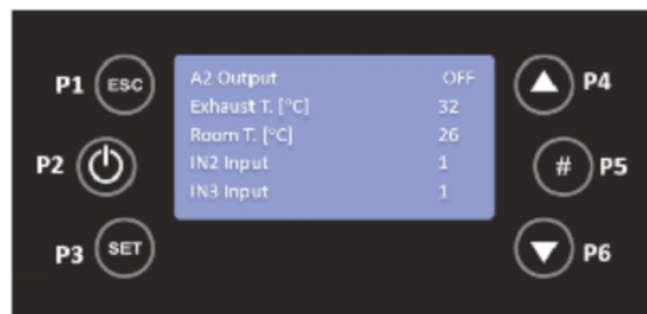 P1 ESC
A2 Output OFF
Exhaust T. [°C] 32
Room T. [°C] 26
IN2 Input 1
IN3 Input 1
P4
P2
# P5
P3 SET
P6